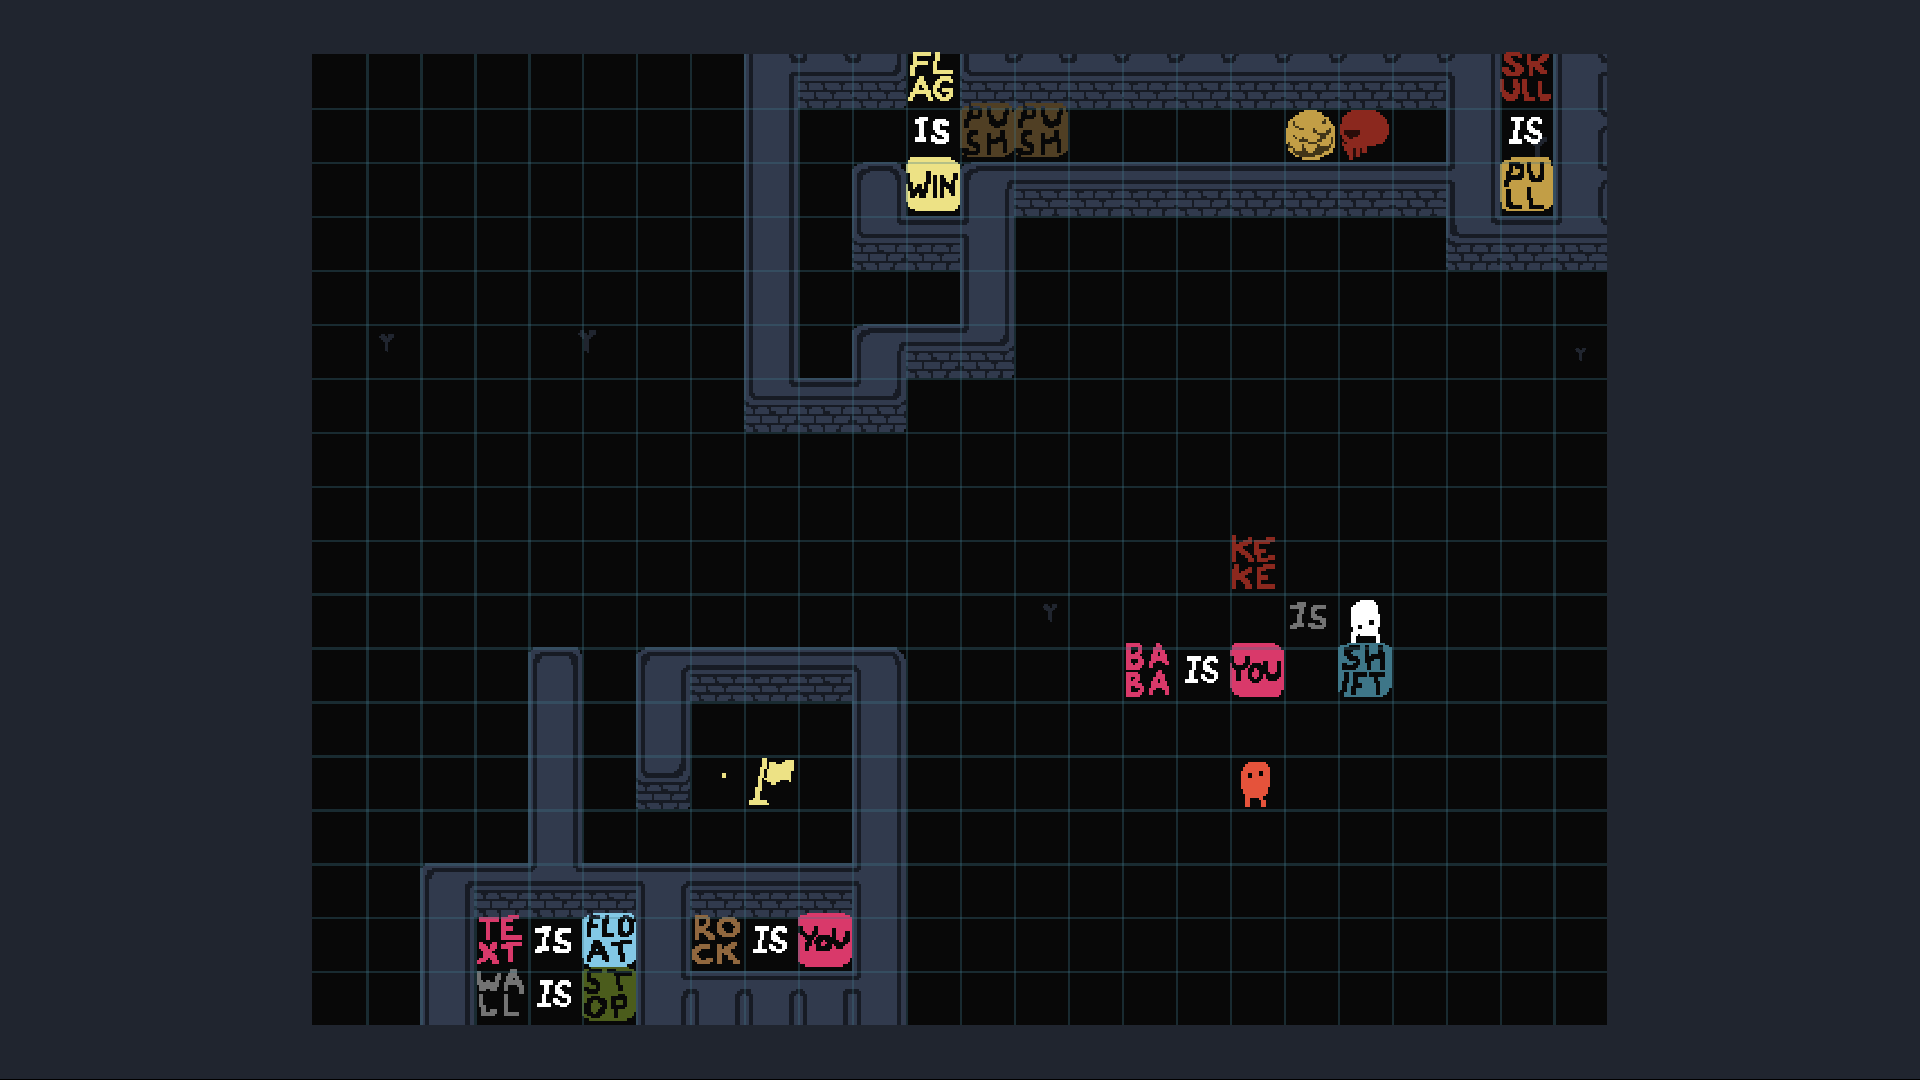 FLAG
IS PUSH PUSH
WIN
SKULL
IS
PULL
KEKE
IS
BABA IS YOU SHIFT
TEXT IS FLOAT
WALL IS STOP
ROCK IS YOU